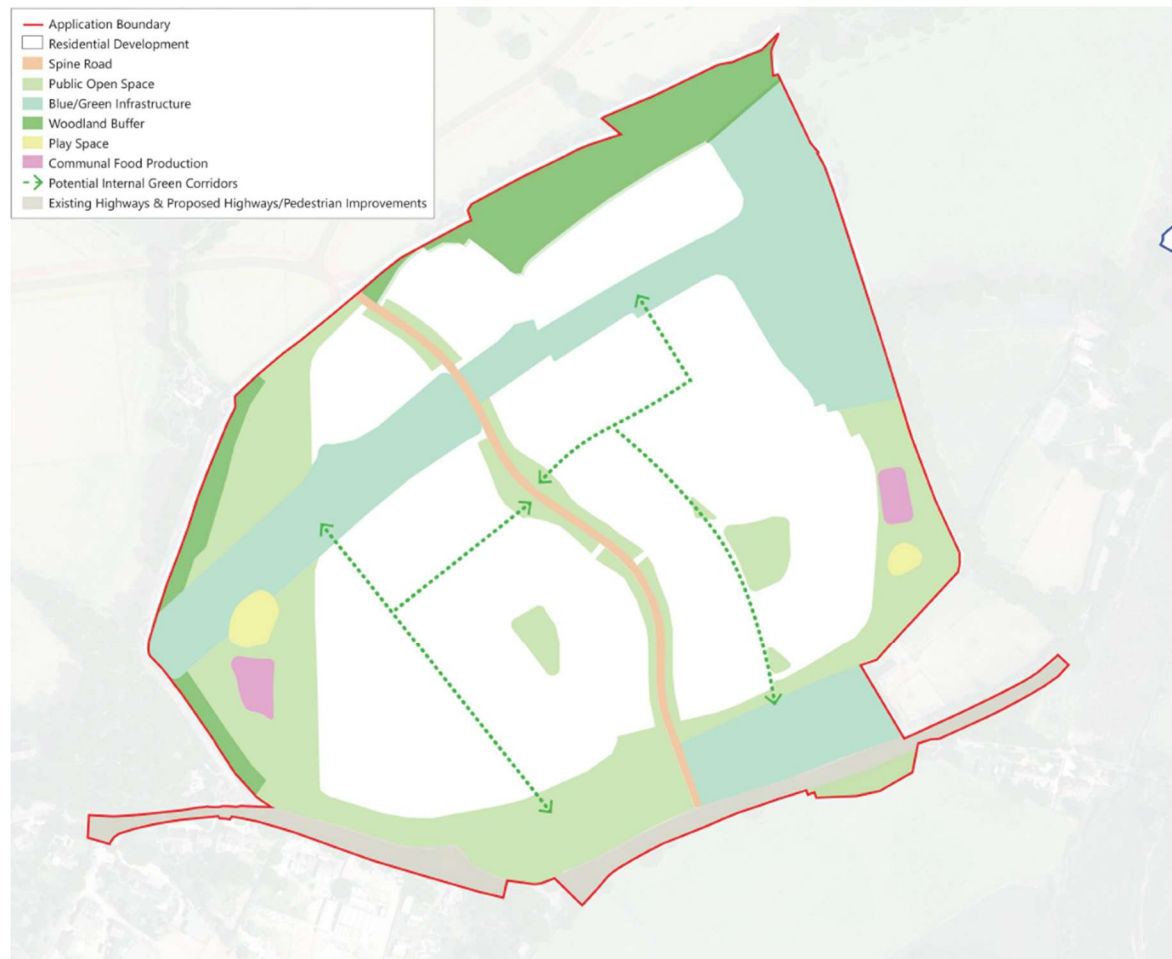 Application Boundary
Residential Development
Spine Road
Public Open Space
Blue/Green Infrastructure
Woodland Buffer
Play Space
Communal Food Production
Potential Internal Green Corridors
Existing Highways & Proposed Highways/Pedestrian Improvements